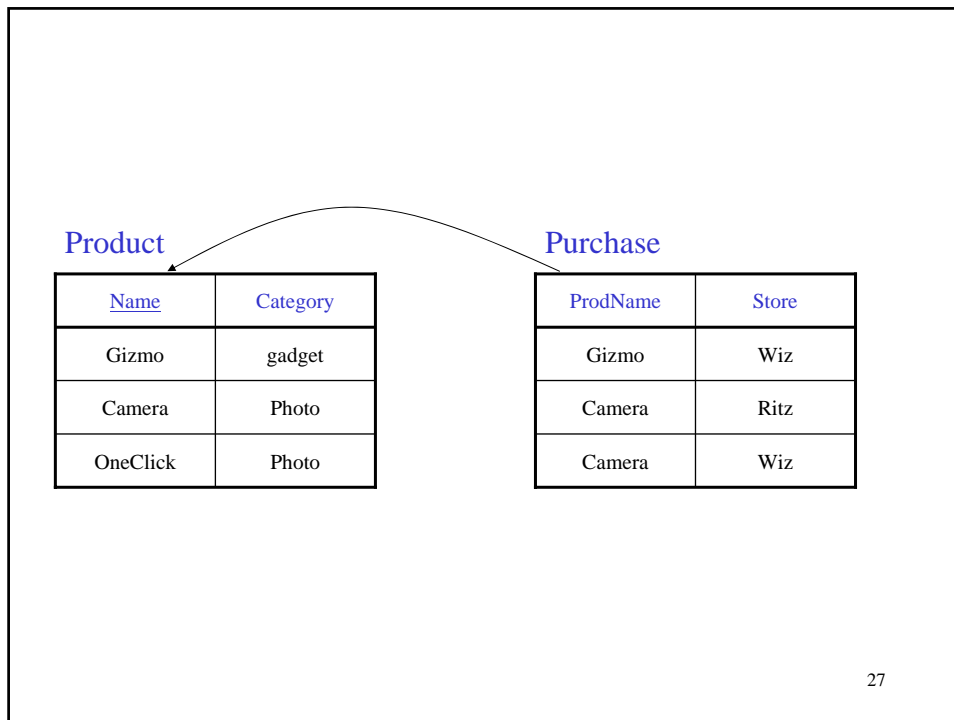 Product
Name Category
Gizmo gadget
Camera Photo
OneClick Photo
Purchase
ProdName Store
Gizmo Wiz
Camera Ritz
Camera Wiz
27